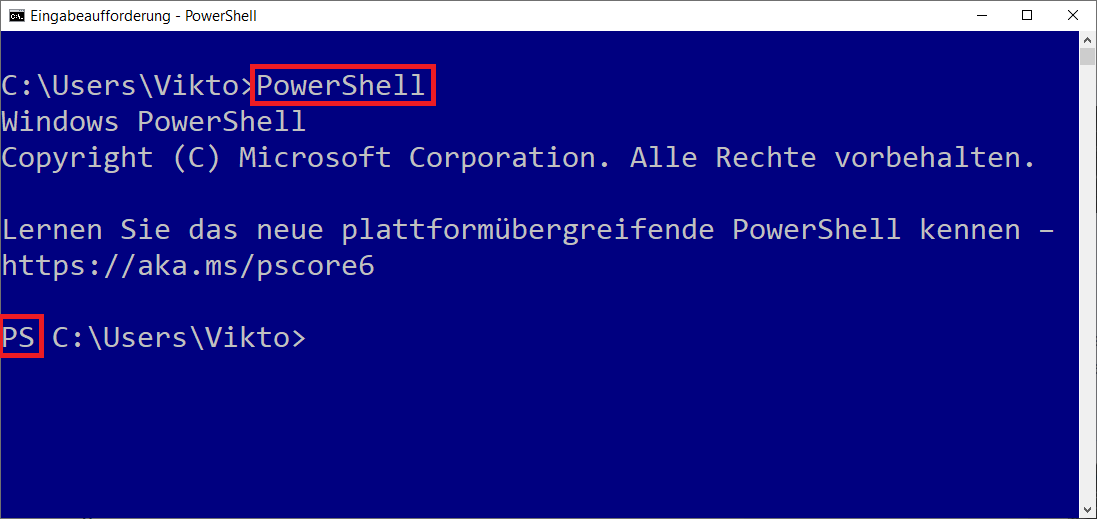 Eingabeaufforderung - PowerShell
C:\Users\Vikto>PowerShell
Windows PowerShell
Copyright (C) Microsoft Corporation. Alle Rechte vorbehalten.
Lernen Sie das neue plattformübergreifende PowerShell kennen –
https://aka.ms/pscore6
PS C:\Users\Vikto>